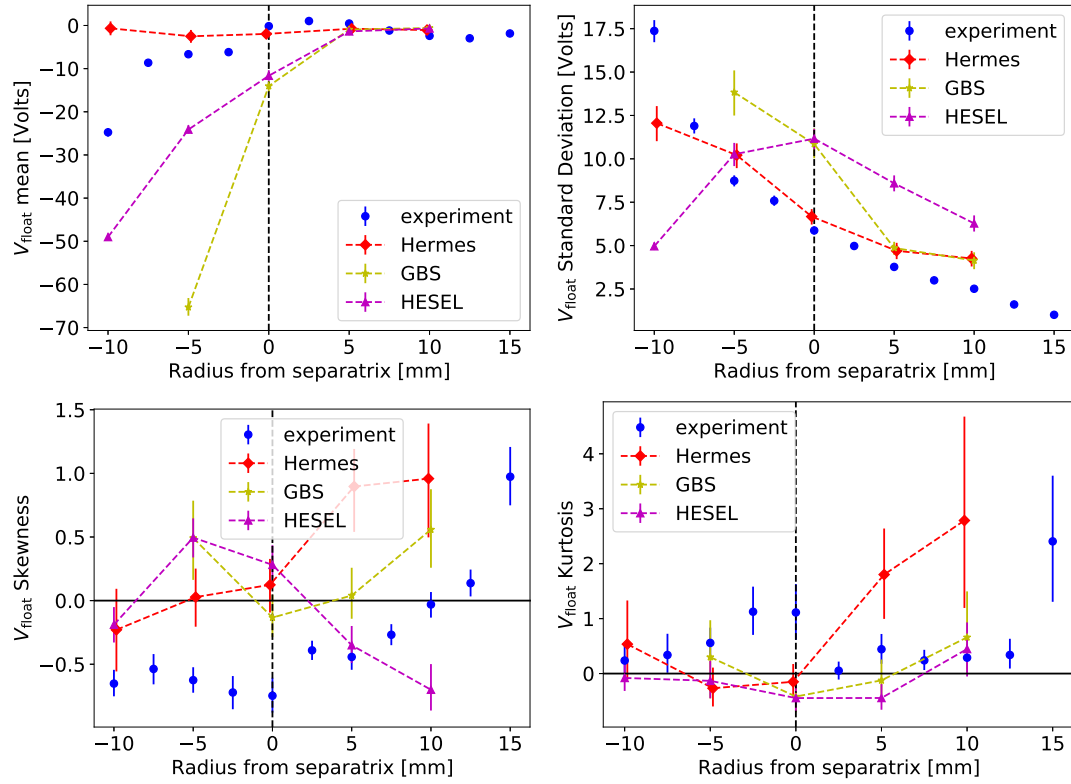 0
−10
−20
−30
−40
−50
−60
−70
V_float mean [Volts]
experiment
Hermes
GBS
HESEL
−10 −5 0 5 10 15
Radius from separatrix [mm]
17.5
15.0
12.5
10.0
7.5
5.0
2.5
V_float Standard Deviation [Volts]
experiment
Hermes
GBS
HESEL
−10 −5 0 5 10 15
Radius from separatrix [mm]
1.5
1.0
0.5
0.0
−0.5
V_float Skewness
experiment
Hermes
GBS
HESEL
−10 −5 0 5 10 15
Radius from separatrix [mm]
4
3
2
1
0
V_float Kurtosis
experiment
Hermes
GBS
HESEL
−10 −5 0 5 10 15
Radius from separatrix [mm]